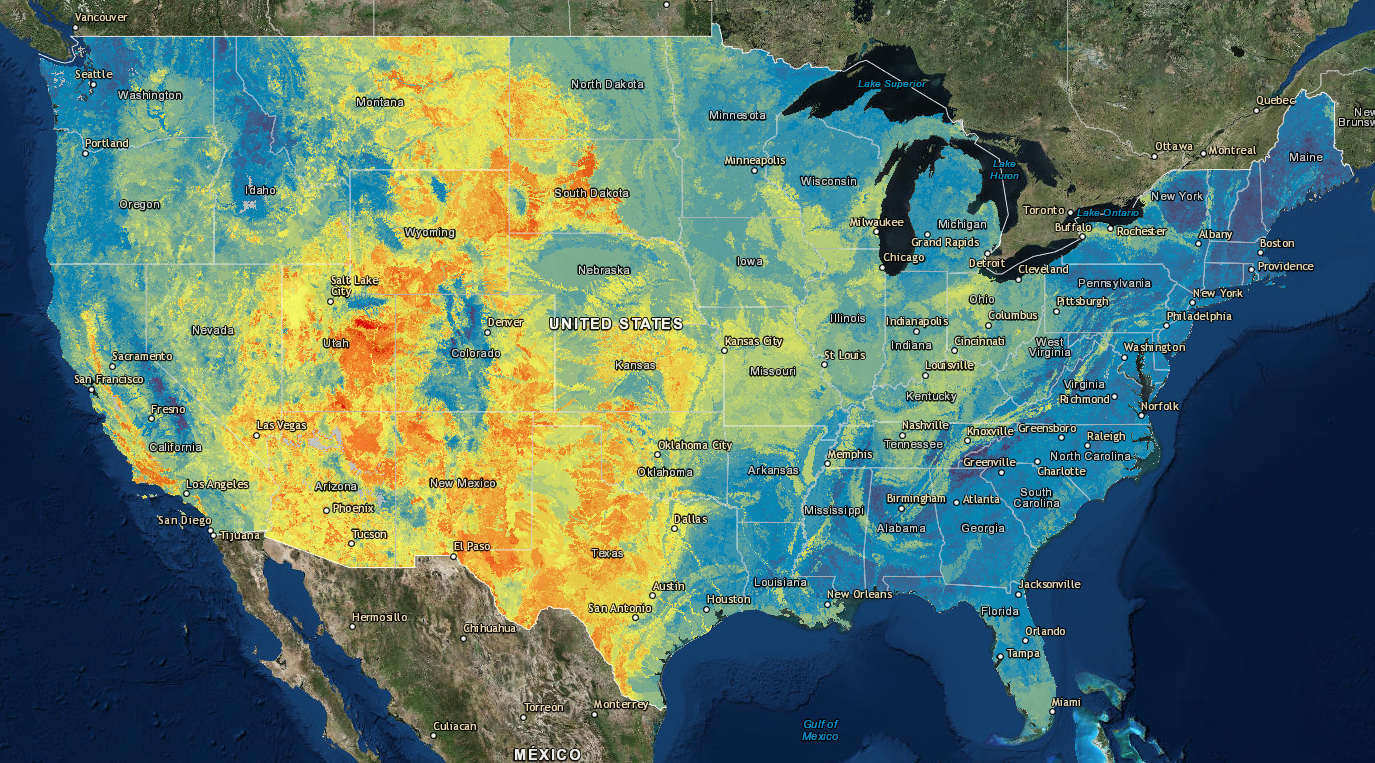 Vancouver
Seattle
Washington
Montana
North Dakota
Minnesota
Lake Superior
Quebec
New
Brunsw
Ottawa
Montreal
Maine
Portland
Minneapolis
Wisconsin
Lake
Huron
Oregon
Idaho
South Dakota
New York
Toronto
Lake Ontario
Wyoming
Milwaukee
Michigan
Buffalo
Rochester
Albany
Grand Rapids
Boston
Chicago
Detroit
Cleveland
Providence
Nebraska
Iowa
Salt Lake
City
Pennsylvania
New York
Ohio
Pittsburgh
Nevada
UNITED STATES
Denver
Illinois
Indianapolis
Columbus
Philadelphia
Utah
Colorado
Kansas City
Indiana
Cincinnati
West
Virginia
Washington
Sacramento
St Louis
Kansas
Missouri
Louisville
San Francisco
Virginia
Kentucky
Richmond
Norfolk
Fresno
Las Vegas
Nashville
Knoxville
Greensboro
California
Oklahoma City
Tennessee
Raleigh
Memphis
North Carolina
Greenville
Charlotte
Los Angeles
Arizona
New Mexico
Oklahoma
Arkansas
Phoenix
Birmingham
Atlanta
South
Carolina
San Diego
Mississippi
Dallas
Alabama
Georgia
Tijuana
Tucson
El Paso
Texas
Austin
Louisiana
Jacksonville
Houston
New Orleans
San Antonio
Florida
Hermosillo
Chihuahua
Orlando
Tampa
Torreón
Monterrey
Miami
Culiacan
Gulf of
Mexico
MÉXICO